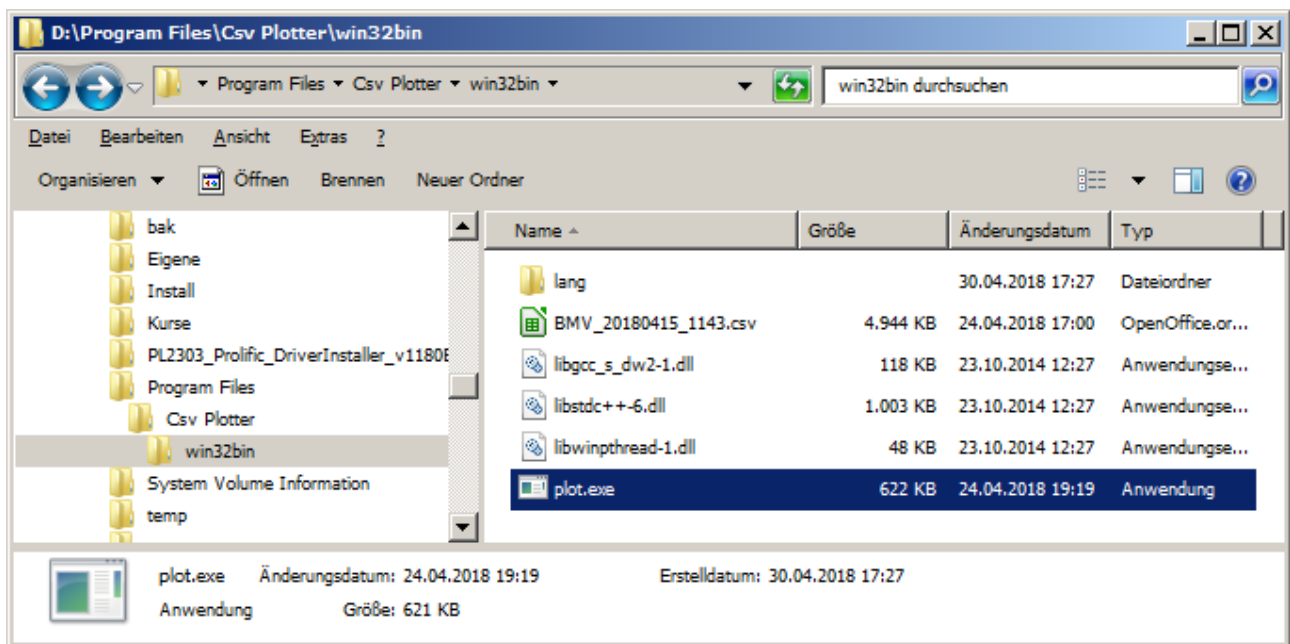 D:\Program Files\Csv Plotter\win32bin
Program Files Csv Plotter win32bin
win32bin durchsuchen
Datei Bearbeiten Ansicht Extras ?
Organisieren Öffnen Brennen Neuer Ordner
bak
Eigene
Install
Kurse
PL2303_Prolific_DriverInstaller_v1180
Program Files
Csv Plotter
win32bin
System Volume Information
temp
Name Größe Änderungsdatum Typ
lang 30.04.2018 17:27 Dateiordner
BMV_20180415_1143.csv 4.944 KB 24.04.2018 17:00 OpenOffice.or...
libgcc_s_dw2-1.dll 118 KB 23.10.2014 12:27 Anwendungse...
libstdc++-6.dll 1.003 KB 23.10.2014 12:27 Anwendungse...
libwinpthread-1.dll 48 KB 23.10.2014 12:27 Anwendungse...
plot.exe 622 KB 24.04.2018 19:19 Anwendung
plot.exe Änderungsdatum: 24.04.2018 19:19 Erstelldatum: 30.04.2018 17:27
Anwendung Größe: 621 KB